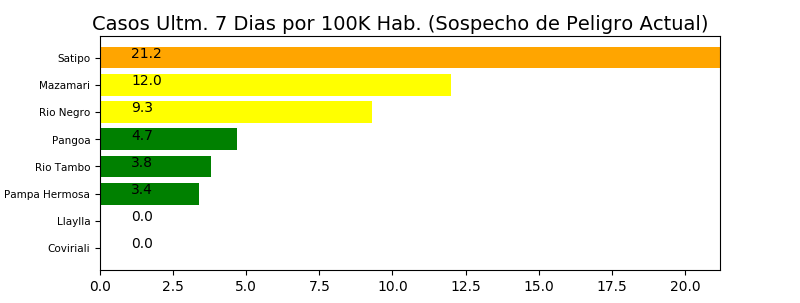 Casos Ultm. 7 Dias por 100K Hab. (Sospecho de Peligro Actual)
Satipo 21.2
Mazamari 12.0
Rio Negro 9.3
Pangoa 4.7
Rio Tambo 3.8
Pampa Hermosa 3.4
Llaylla 0.0
Coviriali 0.0
0.0 2.5 5.0 7.5 10.0 12.5 15.0 17.5 20.0